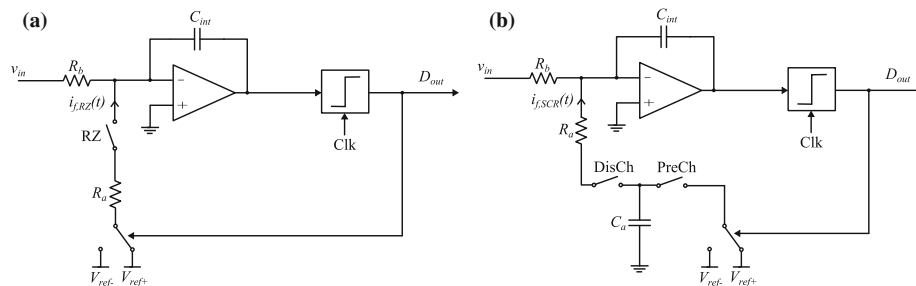 (a)
C_int
v_in
R_b
D_out
i_f,RZ(t)
RZ
Clk
R_a
V_ref-
V_ref+
(b)
C_int
v_in
R_b
D_out
i_f,SCR(t)
R_a
Clk
DisCh
PreCh
C_a
V_ref-
V_ref+